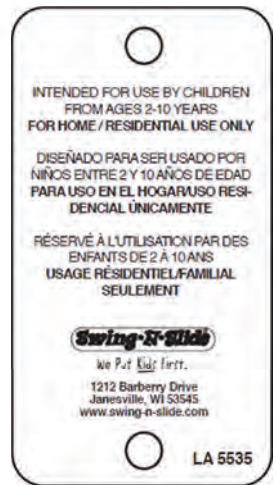 INTENDED FOR USE BY CHILDREN
FROM AGES 2-10 YEARS
FOR HOME / RESIDENTIAL USE ONLY
DISEÑADO PARA SER USADO POR
NIÑOS ENTRE 2 Y 10 AÑOS DE EDAD
PARA USO EN EL HOGAR/USO RESI-
DENCIAL ÚNICAMENTE
RÉSERVÉ À L'UTILISATION PAR DES
ENFANTS DE 2 À 10 ANS
USAGE RÉSIDENTIEL/FAMILIAL
SEULEMENT
Swing-N-Slide
We Put Kids First.
1212 Barberry Drive
Janesville, WI 53545
www.swing-n-slide.com
LA 5535